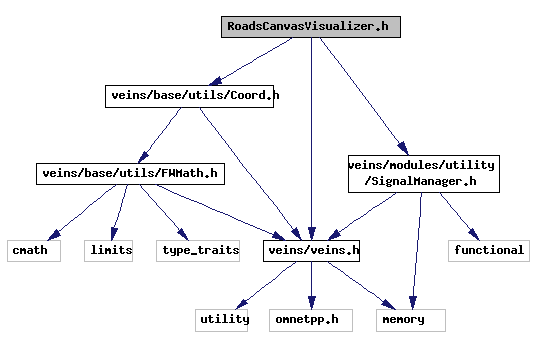 RoadsCanvasVisualizer.h
veins/base/utils/Coord.h
veins/modules/utility
/SignalManager.h
veins/base/utils/FWMath.h
cmath
limits
type_traits
veins/veins.h
functional
utility
omnetpp.h
memory